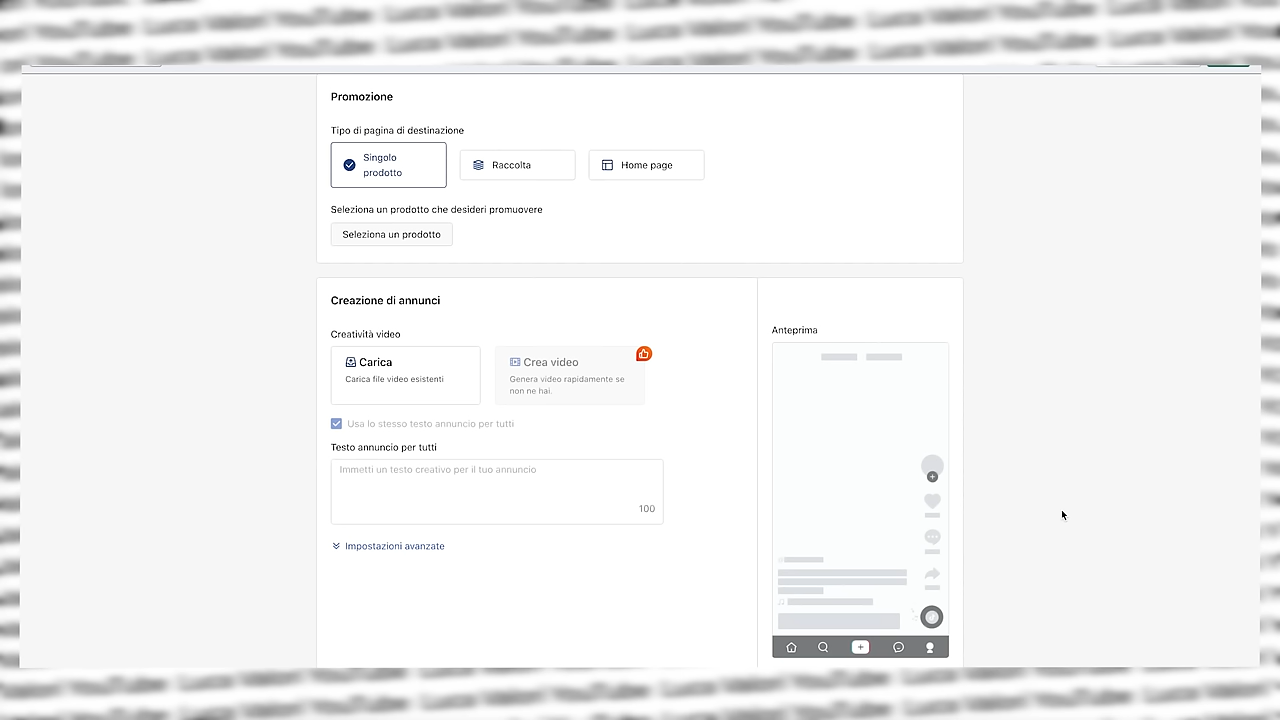 Promozione
Tipo di pagina di destinazione
Singolo
prodotto
Raccolta
Home page
Seleziona un prodotto che desideri promuovere
Seleziona un prodotto
Creazione di annunci
Creatività video
Anteprima
Carica
Carica file video esistenti
Crea video
Genera video rapidamente se
non ne hai.
Usa lo stesso testo annuncio per tutti
Testo annuncio per tutti
Immetti un testo creativo per il tuo annuncio
100
Impostazioni avanzate